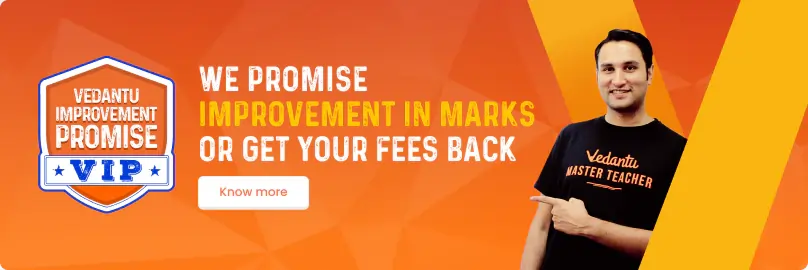 VEDANTU
IMPROVEMENT
PROMISE
VIP
WE PROMISE
IMPROVEMENT IN MARKS
OR GET YOUR FEES BACK
Know more
Vedantu
MASTER TEACHER